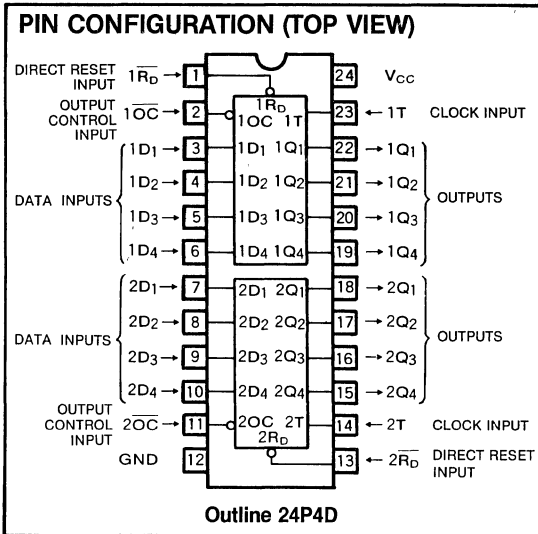 PIN CONFIGURATION (TOP VIEW)
DIRECT RESET INPUT 1R̅D̅ → 1
24 VCC
OUTPUT CONTROL INPUT 1O̅C̅ → 2
23 ← 1T CLOCK INPUT
1RD
1OC 1T
DATA INPUTS
1D1 → 3 1D1 1Q1 22 → 1Q1
1D2 → 4 1D2 1Q2 21 → 1Q2
1D3 → 5 1D3 1Q3 20 → 1Q3
1D4 → 6 1D4 1Q4 19 → 1Q4
OUTPUTS
DATA INPUTS
2D1 → 7 2D1 2Q1 18 → 2Q1
2D2 → 8 2D2 2Q2 17 → 2Q2
2D3 → 9 2D3 2Q3 16 → 2Q3
2D4 → 10 2D4 2Q4 15 → 2Q4
OUTPUTS
OUTPUT CONTROL INPUT 2O̅C̅ → 11 2OC 2T 14 ← 2T CLOCK INPUT
2RD
GND 12
13 ← 2R̅D̅ DIRECT RESET INPUT
Outline 24P4D